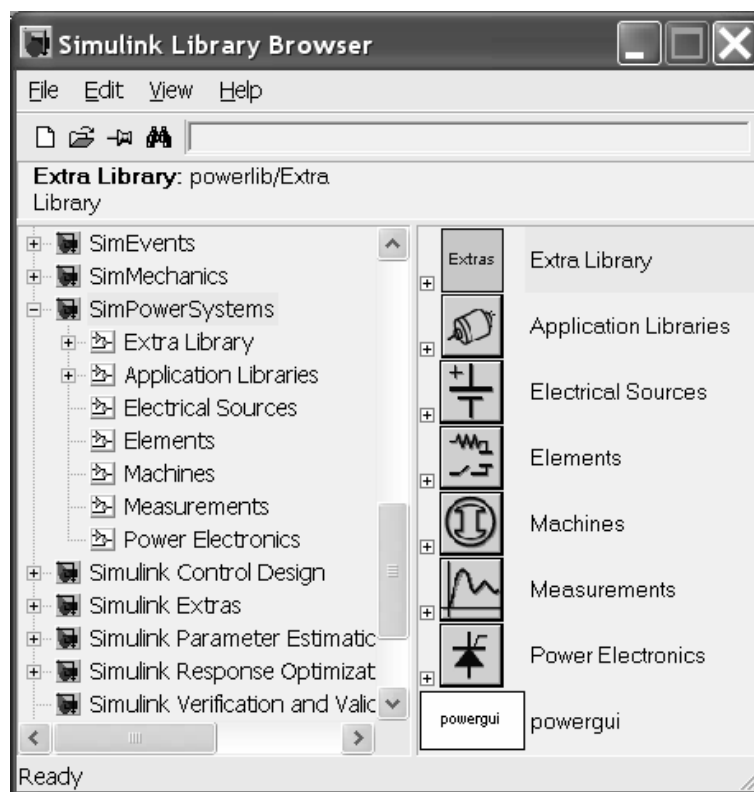 Simulink Library Browser
File Edit View Help
Extra Library: powerlib/Extra
Library
SimEvents
SimMechanics
SimPowerSystems
Extra Library
Application Libraries
Electrical Sources
Elements
Machines
Measurements
Power Electronics
Simulink Control Design
Simulink Extras
Simulink Parameter Estimatic
Simulink Response Optimizat
Simulink Verification and Valic
Extras Extra Library
Application Libraries
Electrical Sources
Elements
Machines
Measurements
Power Electronics
powergui powergui
Ready